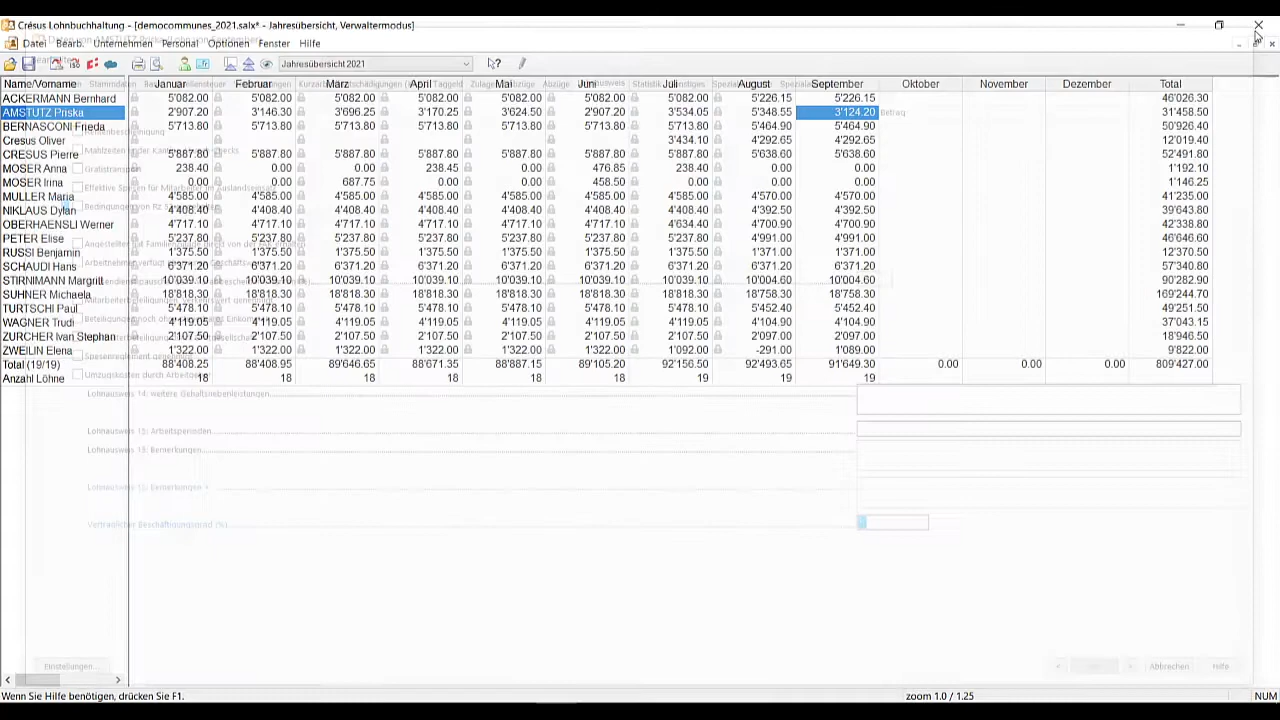 Crésus Lohnbuchhaltung - [democommunes_2021.salx* - Jahresübersicht, Verwaltermodus]
Datei Bearb. Unternehmen Personal Optionen Fenster Hilfe
Jahresübersicht 2021
Name/Vorname Januar Februar März April Mai Juni Juli August September Oktober November Dezember Total
ACKERMANN Bernhard 5'082.00 5'082.00 5'082.00 5'082.00 5'082.00 5'082.00 5'082.00 5'226.15 5'226.15 46'026.30
AMSTUTZ Priska 2'907.20 3'146.30 3'696.25 3'170.25 3'624.50 2'907.20 3'534.05 5'348.55 3'124.20 31'458.50
Betrag
BERNASCONI Frieda 5'713.80 5'713.80 5'713.80 5'713.80 5'713.80 5'713.80 5'713.80 5'464.90 5'464.90 50'926.40
Cresus Oliver 3'434.10 4'292.65 4'292.65 12'019.40
CRESUS Pierre 5'887.80 5'887.80 5'887.80 5'887.80 5'887.80 5'887.80 5'887.80 5'638.60 5'638.60 52'491.80
MOSER Anna 238.40 0.00 0.00 238.45 0.00 476.85 238.40 0.00 0.00 1'192.10
MOSER Irina 0.00 0.00 687.75 0.00 0.00 458.50 0.00 0.00 0.00 1'146.25
MULLER Maria 4'585.00 4'585.00 4'585.00 4'585.00 4'585.00 4'585.00 4'585.00 4'570.00 4'570.00 41'235.00
NIKLAUS Dylan 4'408.40 4'408.40 4'408.40 4'408.40 4'408.40 4'408.40 4'408.40 4'392.50 4'392.50 39'643.80
OBERHAENSLI Werner 4'717.10 4'717.10 4'717.10 4'717.10 4'717.10 4'717.10 4'634.40 4'700.90 4'700.90 42'338.80
PETER Elise 5'237.80 5'237.80 5'237.80 5'237.80 5'237.80 5'237.80 5'237.80 4'991.00 4'991.00 46'646.60
RUSSI Benjamin 1'375.50 1'375.50 1'375.50 1'375.50 1'375.50 1'375.50 1'375.50 1'371.00 1'371.00 12'370.50
SCHAUDI Hans 6'371.20 6'371.20 6'371.20 6'371.20 6'371.20 6'371.20 6'371.20 6'371.20 6'371.20 57'340.80
STIRNIMANN Margritt 10'039.10 10'039.10 10'039.10 10'039.10 10'039.10 10'039.10 10'039.10 10'004.60 10'004.60 90'282.90
SUHNER Michaela 18'818.30 18'818.30 18'818.30 18'818.30 18'818.30 18'818.30 18'818.30 18'758.30 18'758.30 169'244.70
TURTSCHI Paul 5'478.10 5'478.10 5'478.10 5'478.10 5'478.10 5'478.10 5'478.10 5'452.40 5'452.40 49'251.50
WAGNER Trudi 4'119.05 4'119.05 4'119.05 4'119.05 4'119.05 4'119.05 4'119.05 4'104.90 4'104.90 37'043.15
ZURCHER Ivan Stephan 2'107.50 2'107.50 2'107.50 2'107.50 2'107.50 2'107.50 2'107.50 2'097.00 2'097.00 18'946.50
ZWEILIN Elena 1'322.00 1'322.00 1'322.00 1'322.00 1'322.00 1'322.00 1'092.00 -291.00 1'089.00 9'822.00
Total (19/19) 88'408.25 88'408.95 89'646.65 88'671.35 88'887.15 89'105.20 92'156.50 92'493.65 91'649.30 0.00 0.00 0.00 809'427.00
Anzahl Löhne 18 18 18 18 18 18 19 19 19
Lohnausweis 14: weitere Gehaltsnebenleistungen
Lohnausweis 15: Arbeitsperioden
Lohnausweis 15: Bemerkungen
Lohnausweis 15: Bemerkungen +
Vertraglicher Beschäftigungsgrad (%)
Einstellungen... < > Abbrechen Hilfe
Wenn Sie Hilfe benötigen, drücken Sie F1. zoom 1.0 / 1.25 NUM